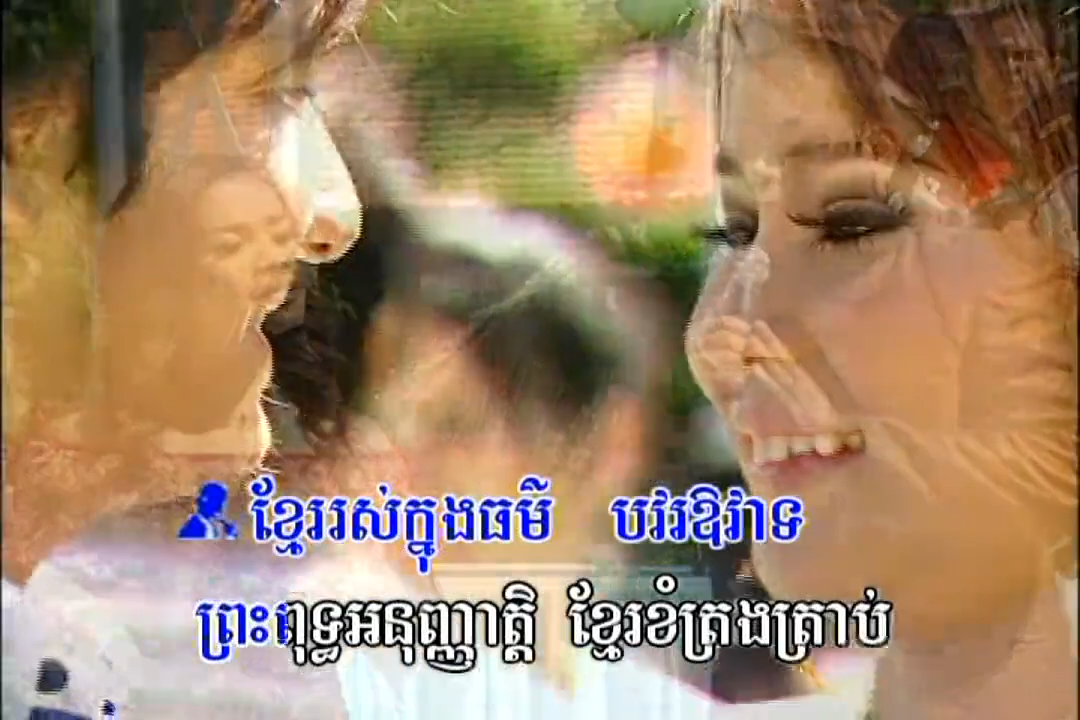 ខ្មែររស់ក្នុងធម៌ បវរឱវាទ
ព្រះពុទ្ធអនុញ្ញាត្តិ ខ្មែរខំត្រងត្រាប់